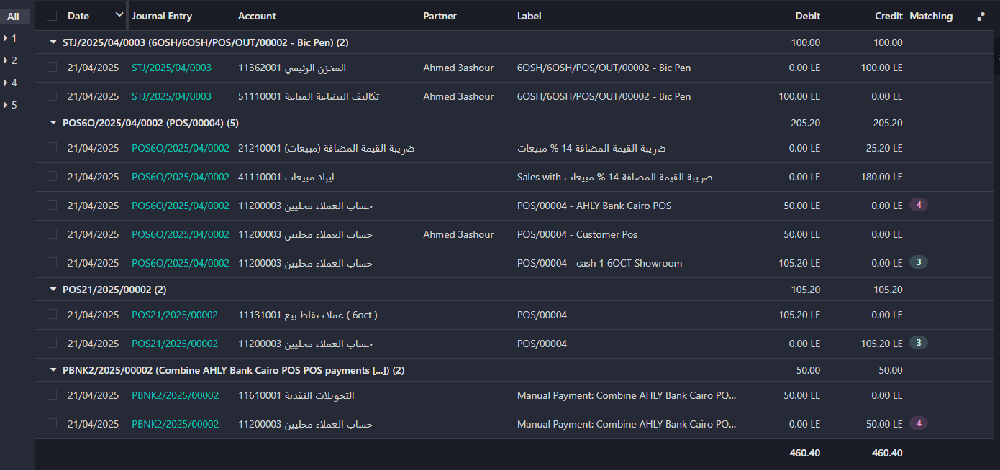 All Date Journal Entry Account Partner Label Debit Credit Matching
1 STJ/2025/04/0003 (6OSH/6OSH/POS/OUT/00002 - Bic Pen) (2) 100.00 100.00
2 21/04/2025 STJ/2025/04/0003 11362001 المخزن الرئيسي Ahmed 3ashour 6OSH/6OSH/POS/OUT/00002 - Bic Pen 0.00 LE 100.00 LE
4 21/04/2025 STJ/2025/04/0003 51110001 تكاليف البضاعة المباعة Ahmed 3ashour 6OSH/6OSH/POS/OUT/00002 - Bic Pen 100.00 LE 0.00 LE
5 POS6O/2025/04/0002 (POS/00004) (5) 205.20 205.20
21/04/2025 POS6O/2025/04/0002 21210001 ضريبة القيمة المضافة (مبيعات) ضريبة القيمة المضافة 14 % مبيعات 0.00 LE 25.20 LE
21/04/2025 POS6O/2025/04/0002 41110001 ايراد مبيعات Sales with ضريبة القيمة المضافة 14 % مبيعات 0.00 LE 180.00 LE
21/04/2025 POS6O/2025/04/0002 11200003 حساب العملاء محليين POS/00004 - AHLY Bank Cairo POS 50.00 LE 0.00 LE 4
21/04/2025 POS6O/2025/04/0002 11200003 حساب العملاء محليين Ahmed 3ashour POS/00004 - Customer Pos 50.00 LE 0.00 LE
21/04/2025 POS6O/2025/04/0002 11200003 حساب العملاء محليين POS/00004 - cash 1 6OCT Showroom 105.20 LE 0.00 LE 3
POS21/2025/00002 (2) 105.20 105.20
21/04/2025 POS21/2025/00002 11131001 عملاء نقاط بيع ( 6oct ) POS/00004 105.20 LE 0.00 LE
21/04/2025 POS21/2025/00002 11200003 حساب العملاء محليين POS/00004 0.00 LE 105.20 LE 3
PBNK2/2025/00002 (Combine AHLY Bank Cairo POS POS payments [...]) (2) 50.00 50.00
21/04/2025 PBNK2/2025/00002 11610001 التحويلات النقدية Manual Payment: Combine AHLY Bank Cairo PO... 50.00 LE 0.00 LE
21/04/2025 PBNK2/2025/00002 11200003 حساب العملاء محليين Manual Payment: Combine AHLY Bank Cairo PO... 0.00 LE 50.00 LE 4
460.40 460.40